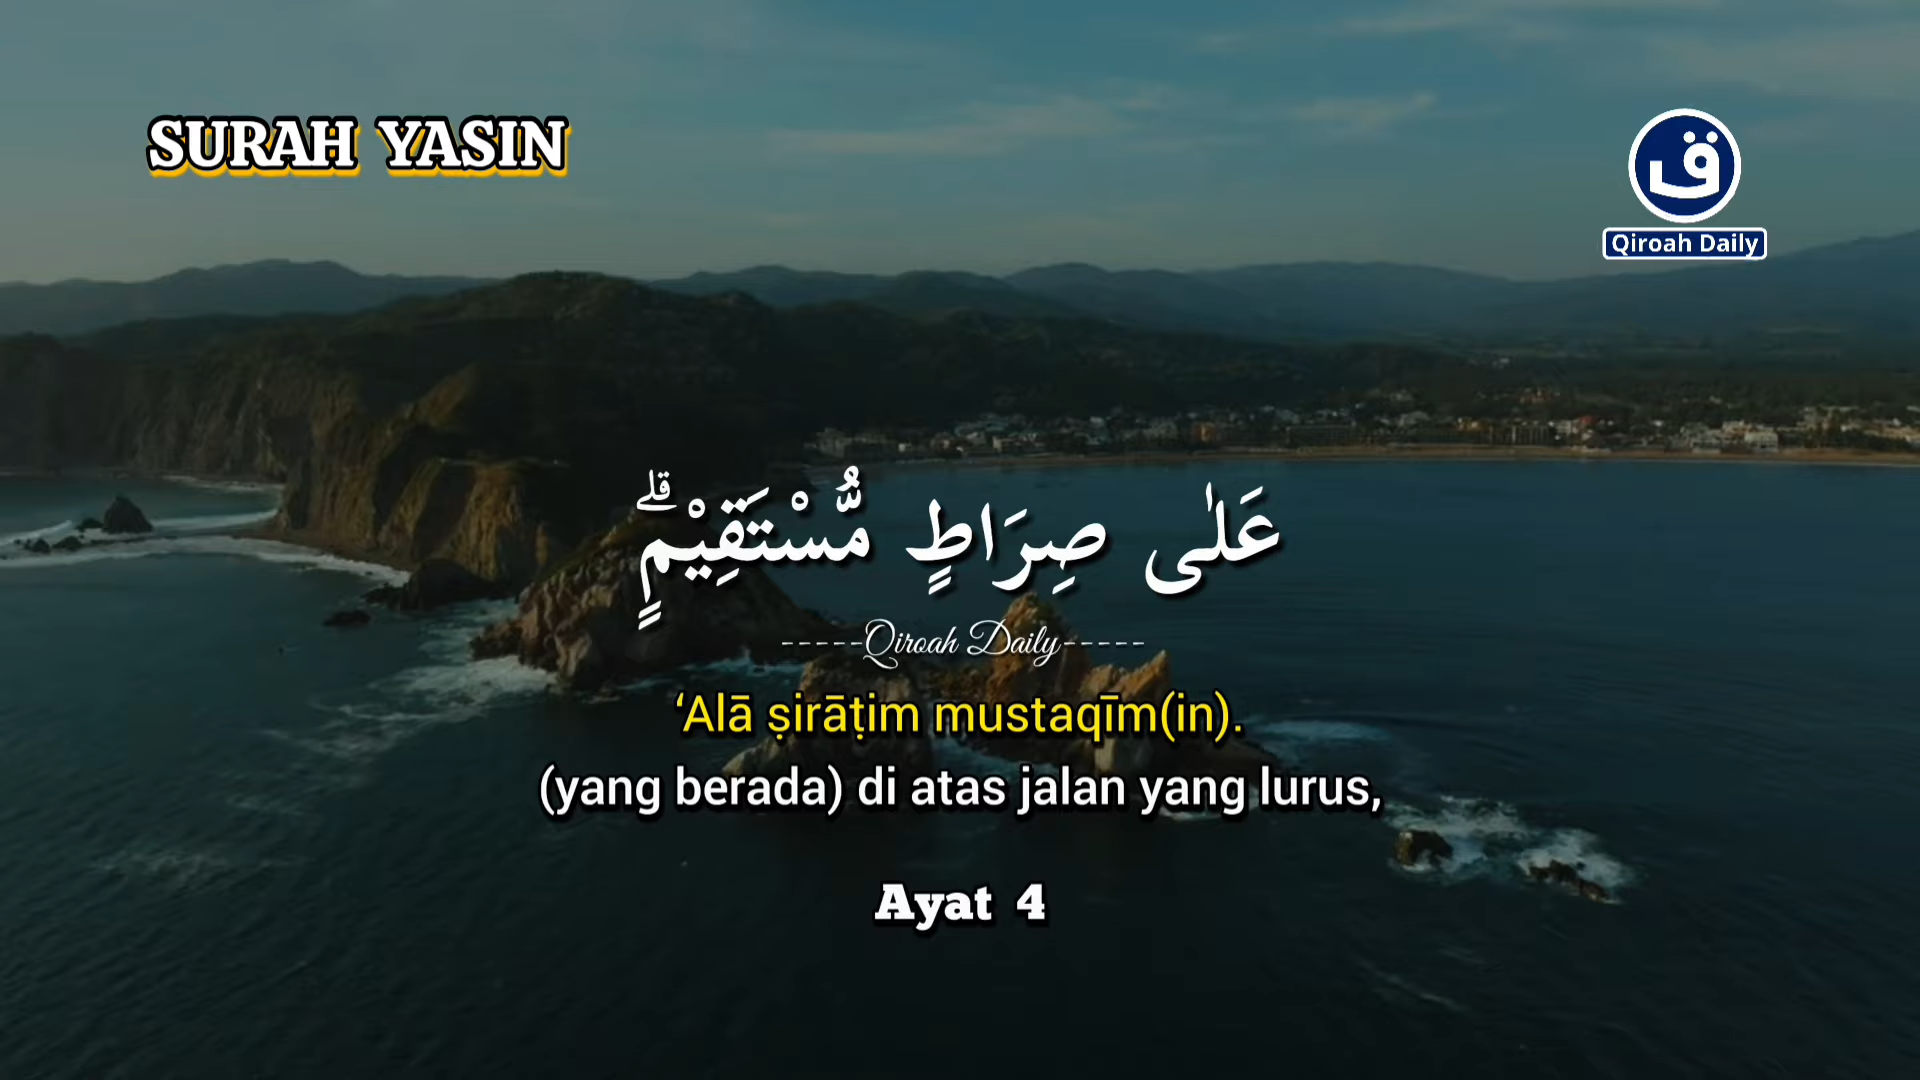 SURAH YASIN
ق
Qiroah Daily
عَلٰى صِرَاطٍ مُّسْتَقِيْمٍۗ
-----Qiroah Daily-----
‘Alā ṣirāṭim mustaqīm(in).
(yang berada) di atas jalan yang lurus,
Ayat 4